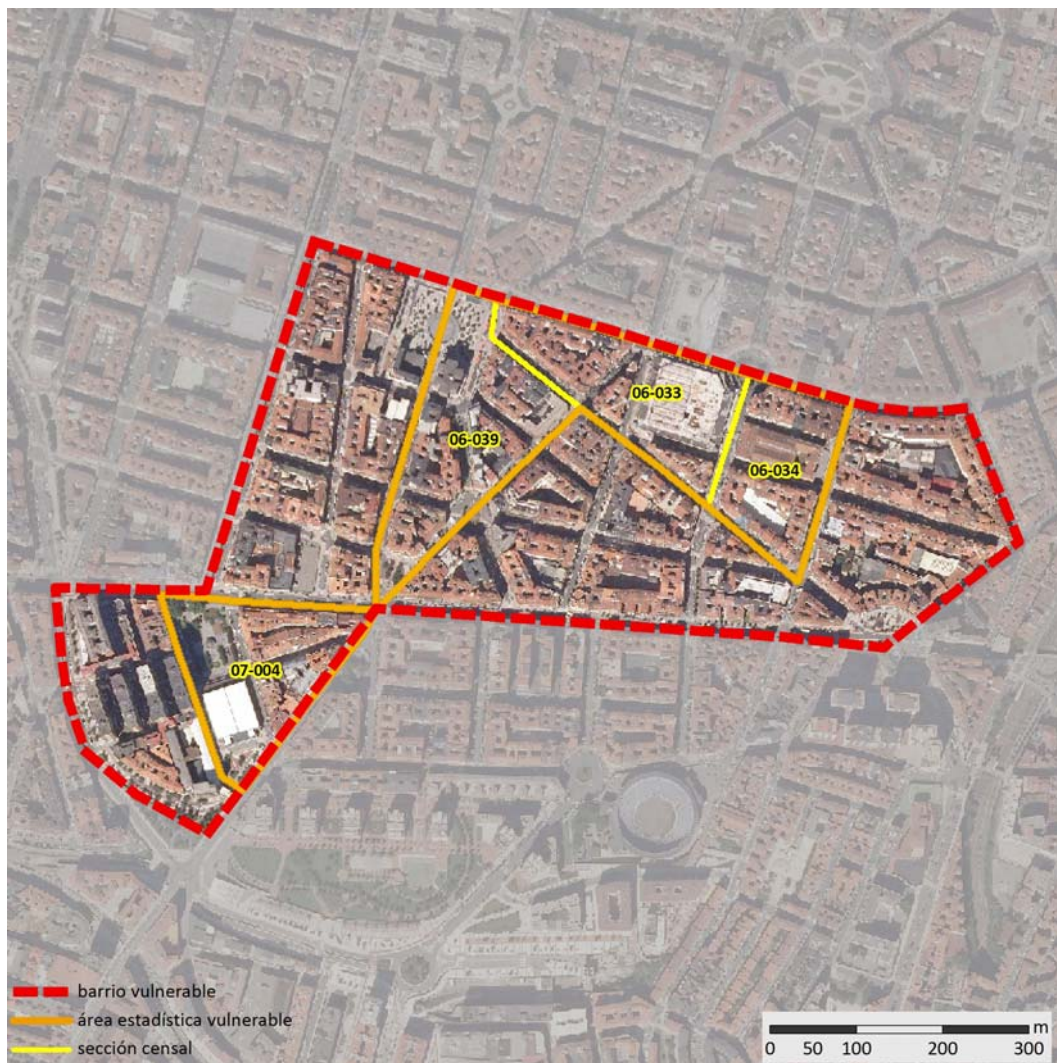 06-033
06-039
06-034
07-004
barrio vulnerable
área estadística vulnerable
sección censal
m
0 50 100 200 300